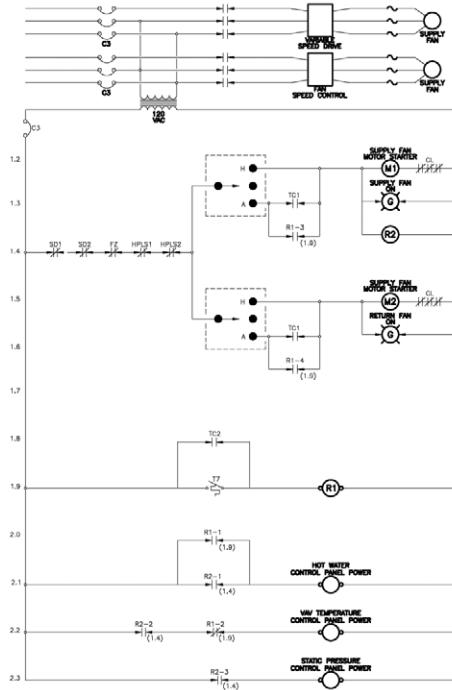 C3
VARIABLE
SPEED DRIVE
SUPPLY
FAN
C3
FAN
SPEED CONTROL
SUPPLY
FAN
120
VAC
C3
1.2
H
SUPPLY FAN
MOTOR STARTER
M1
CL
1.3
A
TC1
SUPPLY FAN
ON
G
R1-3
(1.9)
R2
1.4
SD1
SD2
FZ
HPLS1
HPLS2
1.5
H
SUPPLY FAN
MOTOR STARTER
M2
CL
1.6
A
TC1
RETURN FAN
ON
G
R1-4
(1.9)
1.7
1.8
TC2
1.9
T7
R1
2.0
R1-1
(1.9)
2.1
R2-1
(1.4)
HOT WATER
CONTROL PANEL POWER
2.2
R2-2
(1.4)
R1-2
(1.9)
VAV TEMPERATURE
CONTROL PANEL POWER
2.3
R2-3
(1.4)
STATIC PRESSURE
CONTROL PANEL POWER